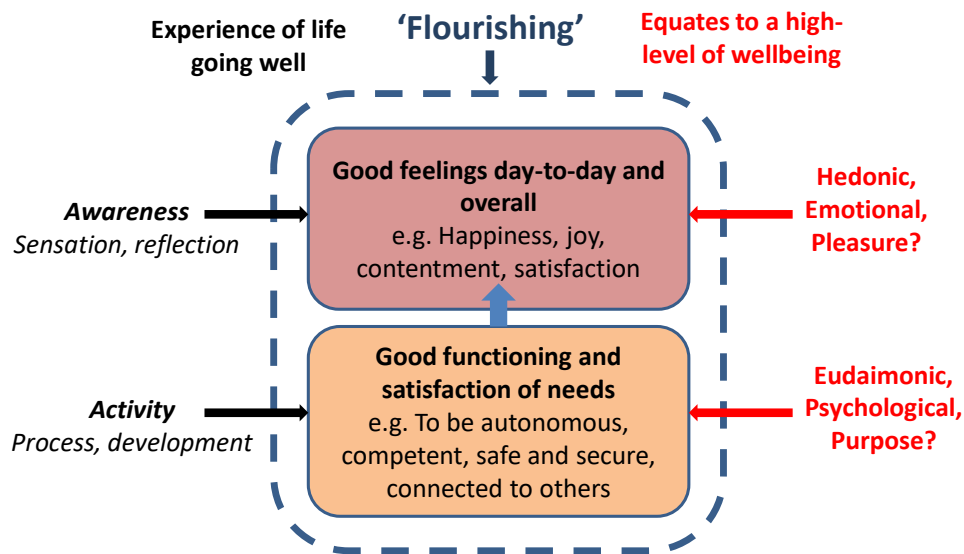 Experience of life
going well
‘Flourishing’
Equates to a high-
level of wellbeing
Good feelings day-to-day and
overall
e.g. Happiness, joy,
contentment, satisfaction
Awareness
Sensation, reflection
Hedonic,
Emotional,
Pleasure?
Good functioning and
satisfaction of needs
e.g. To be autonomous,
competent, safe and secure,
connected to others
Activity
Process, development
Eudaimonic,
Psychological,
Purpose?